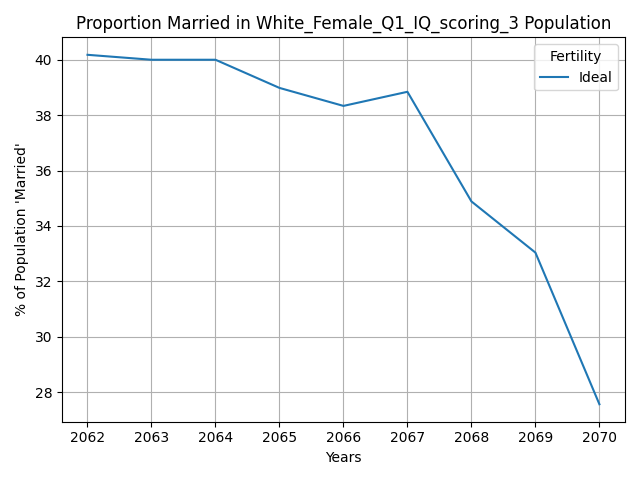 Proportion Married in White_Female_Q1_IQ_scoring_3 Population
Fertility
Ideal
% of Population 'Married'
40
38
36
34
32
30
28
2062 2063 2064 2065 2066 2067 2068 2069 2070
Years